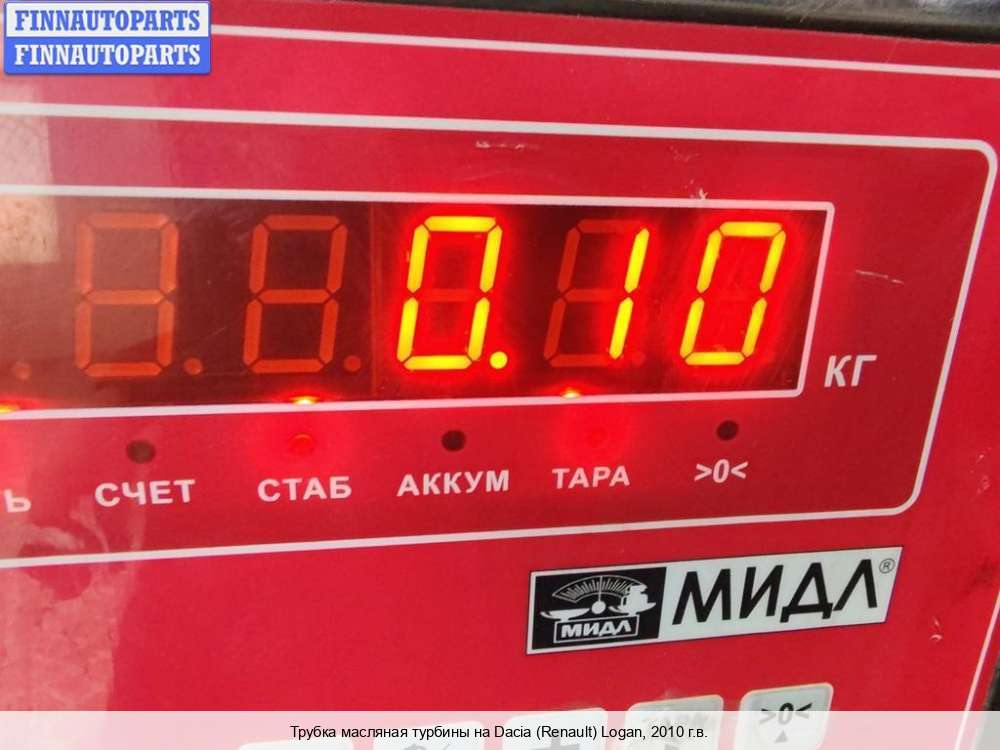 FINNAUTOPARTS
FINNAUTOPARTS
0.10
КГ
Ь СЧЕТ СТАБ АККУМ ТАРА >0<
МИДЛ МИДЛ®
>0<
Трубка масляная турбины на Dacia (Renault) Logan, 2010 г.в.